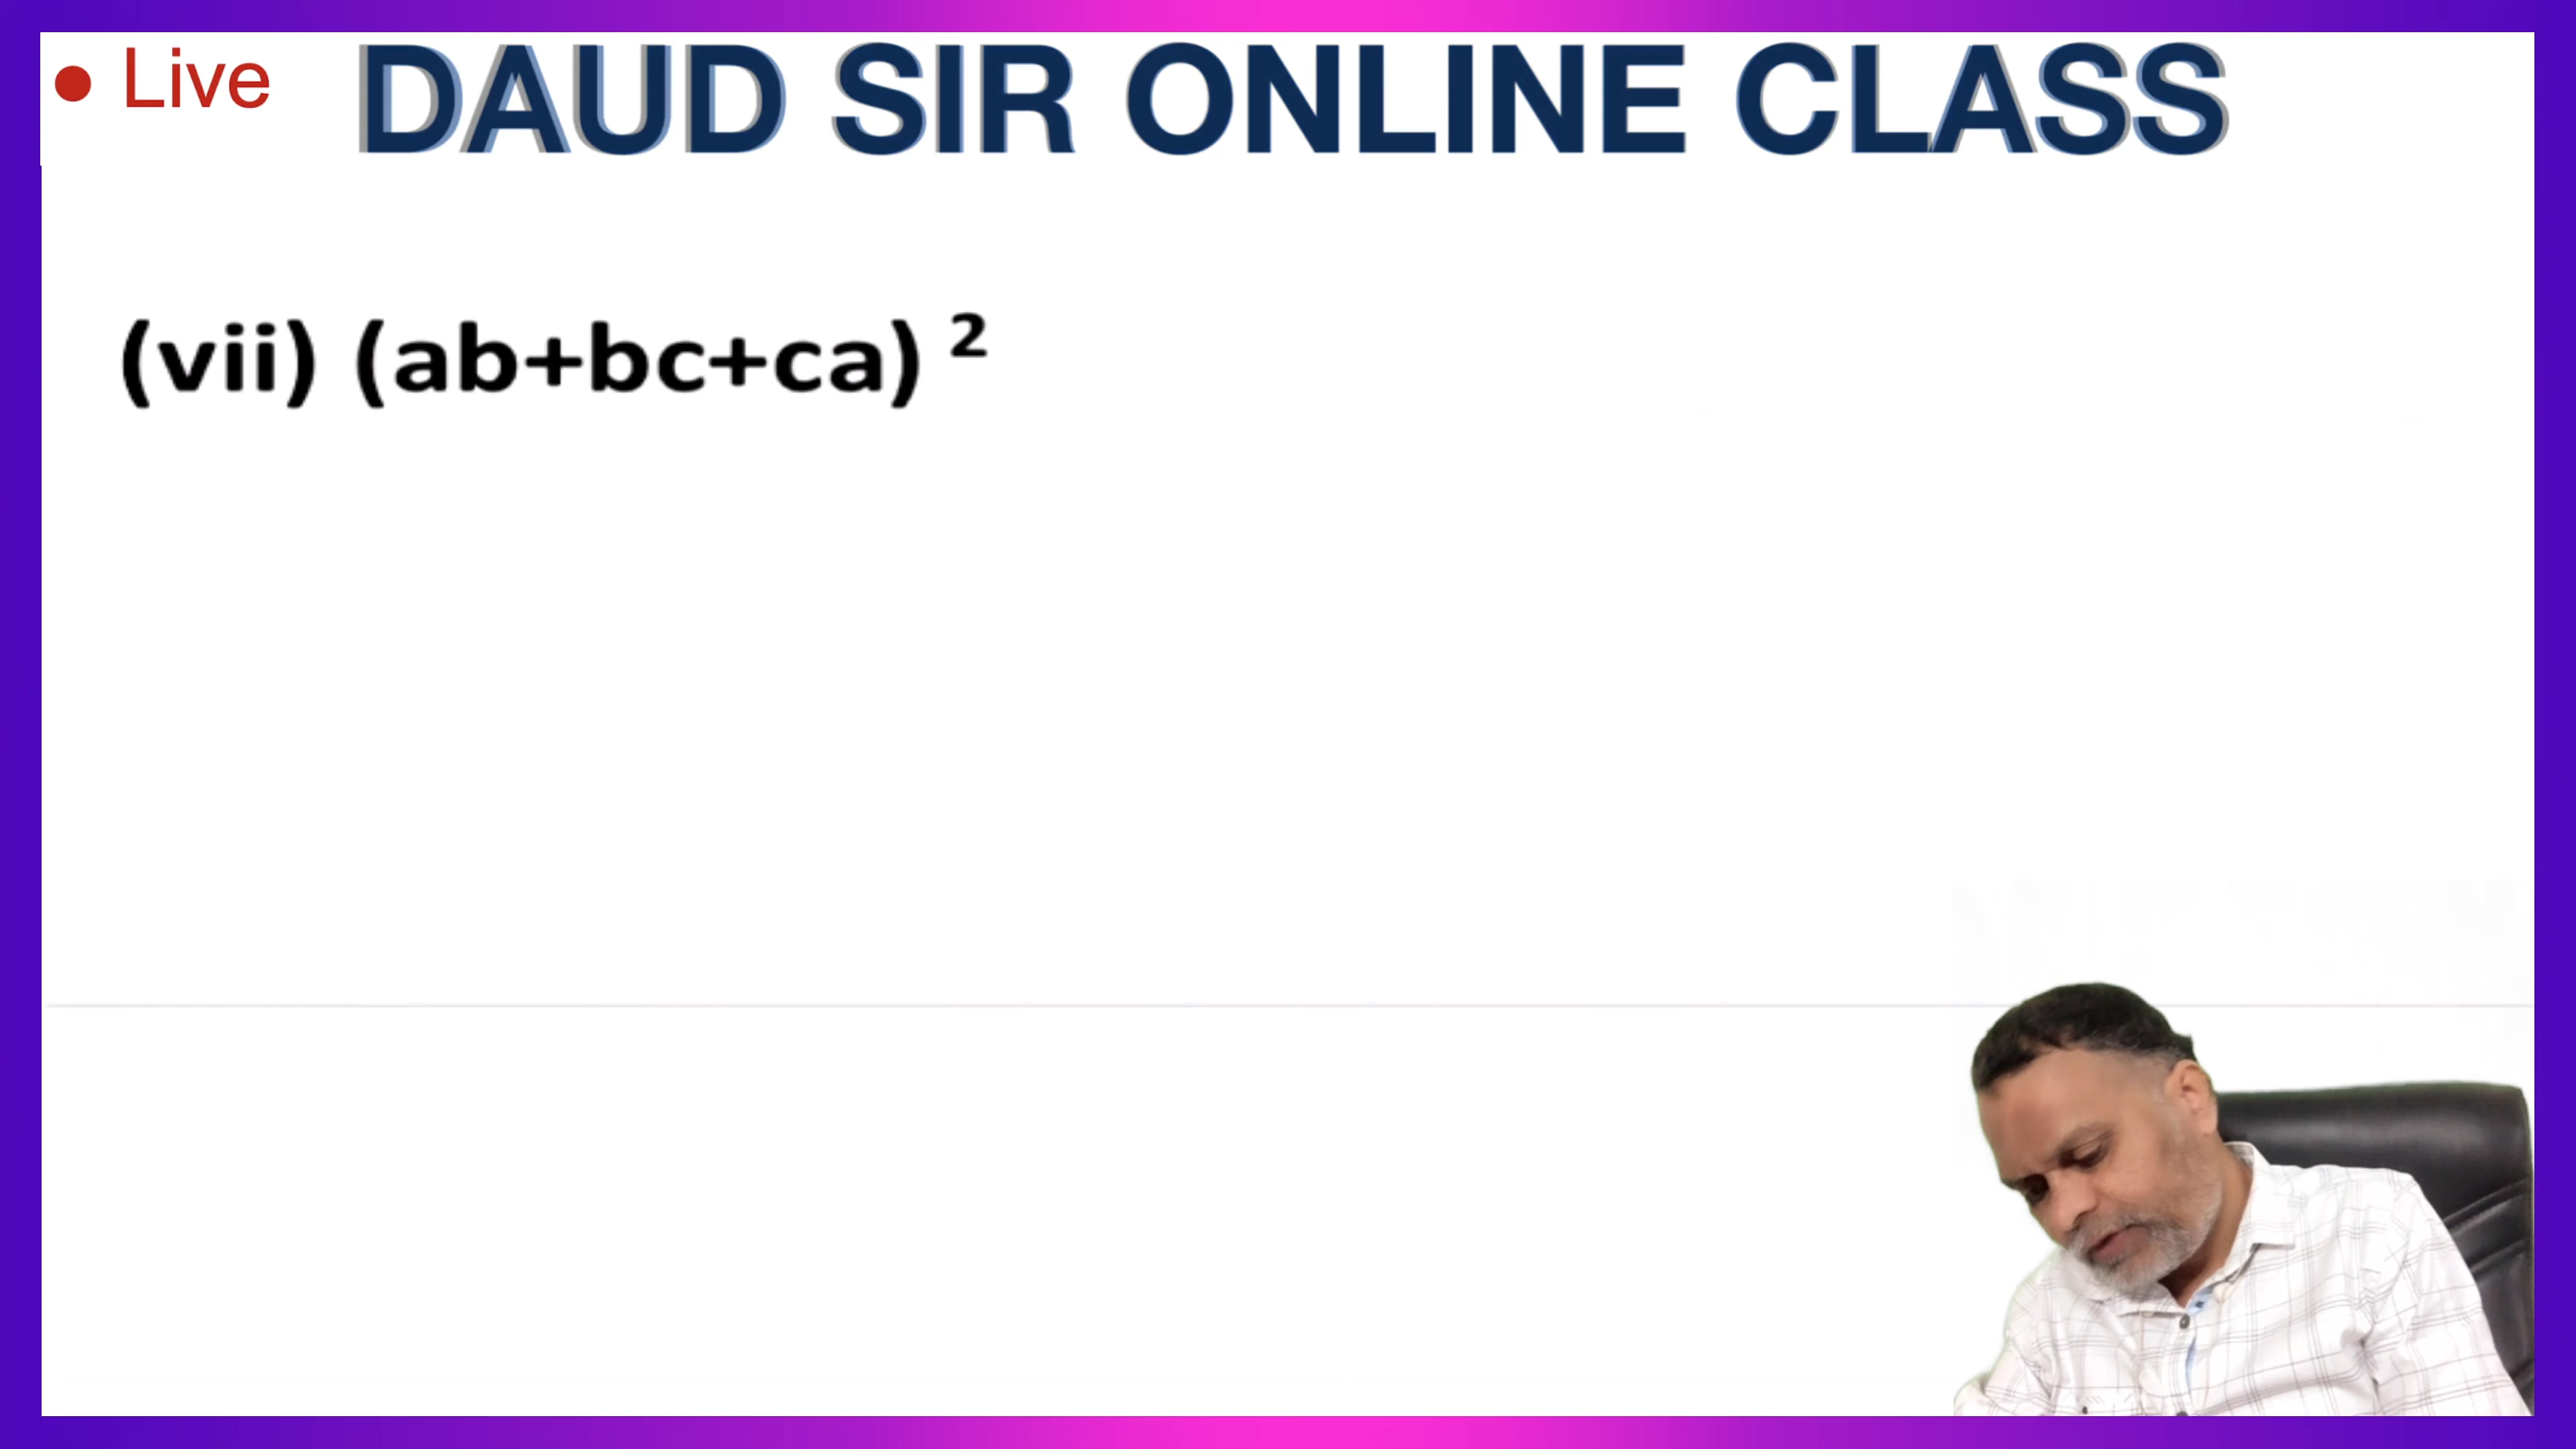 • Live
DAUD SIR ONLINE CLASS
(vii) (ab+bc+ca) ²